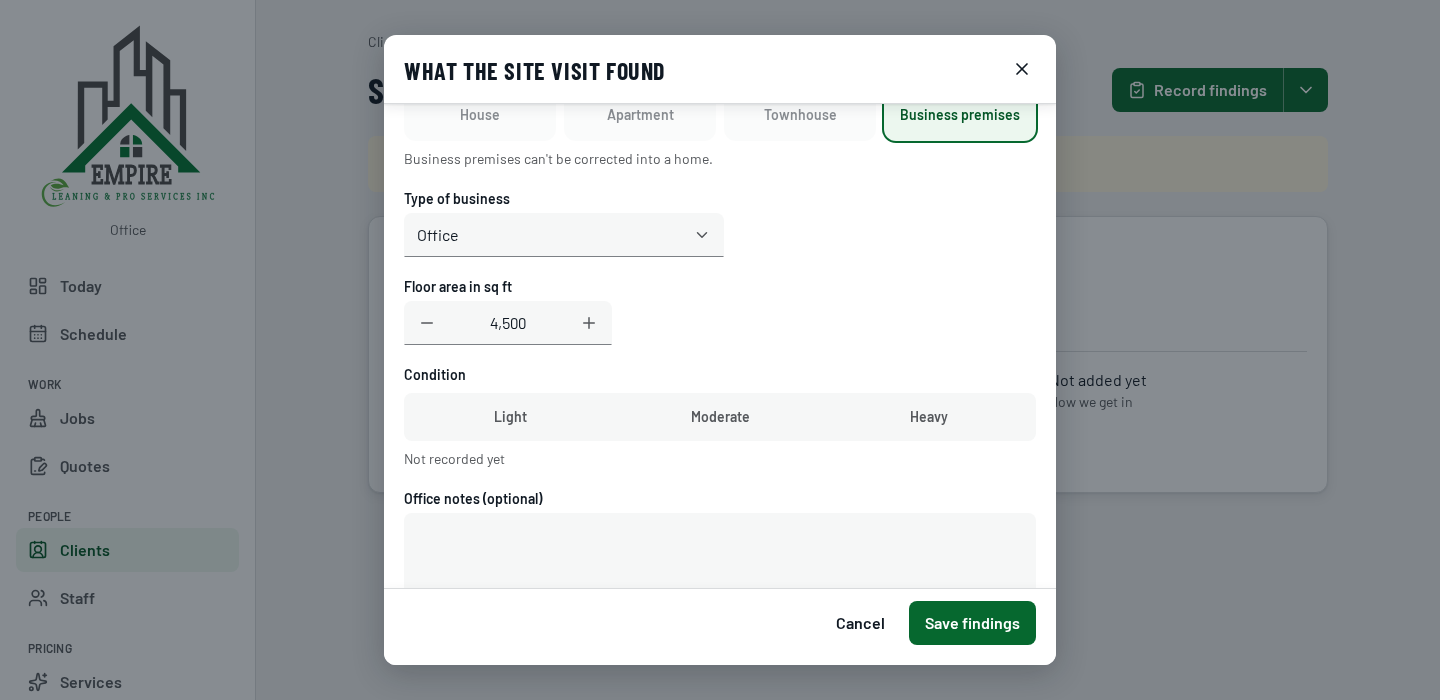 EMPIRE
LEANING & PRO SERVICES INC
Office
Today
Schedule
WORK
Jobs
Quotes
PEOPLE
Clients
Staff
PRICING
Services
Cli
S
Record findings
WHAT THE SITE VISIT FOUND
House
Apartment
Townhouse
Business premises
Business premises can't be corrected into a home.
Type of business
Office
Floor area in sq ft
4,500
Condition
Light
Moderate
Heavy
Not recorded yet
Office notes (optional)
Cancel
Save findings
Not added yet
How we get in